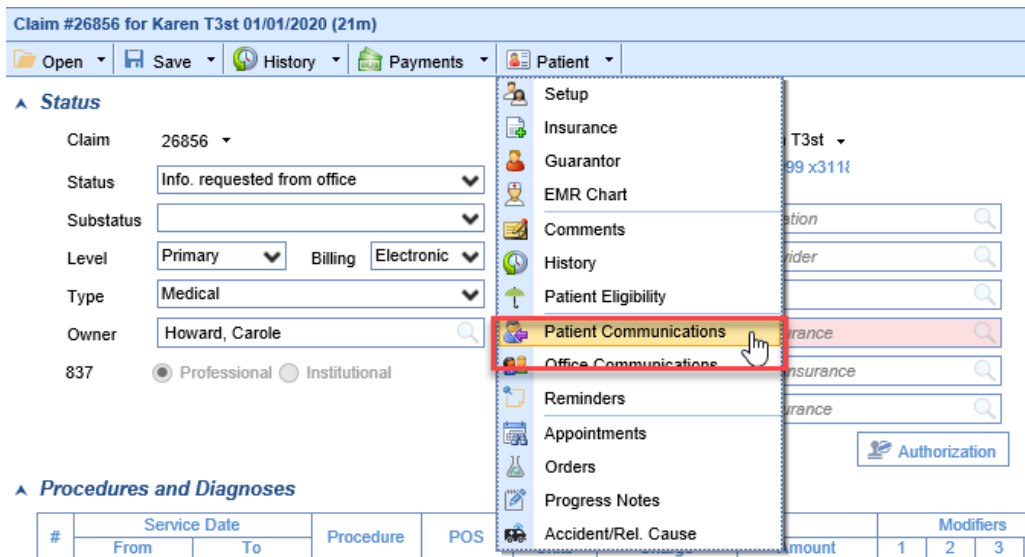 Claim #26856 for Karen T3st 01/01/2020 (21m)
Open Save History Payments Patient
Status
Claim 26856
Status Info. requested from office
Substatus
Level Primary Billing Electronic
Type Medical
Owner Howard, Carole
837 Professional Institutional
Setup
Insurance
Guarantor
EMR Chart
Comments
History
Patient Eligibility
Patient Communications
Office Communications
Reminders
Appointments
Orders
Progress Notes
Accident/Rel. Cause
T3st
99 x3118
Authorization
Procedures and Diagnoses
# Service Date Procedure POS Modifiers
From To 1 2 3